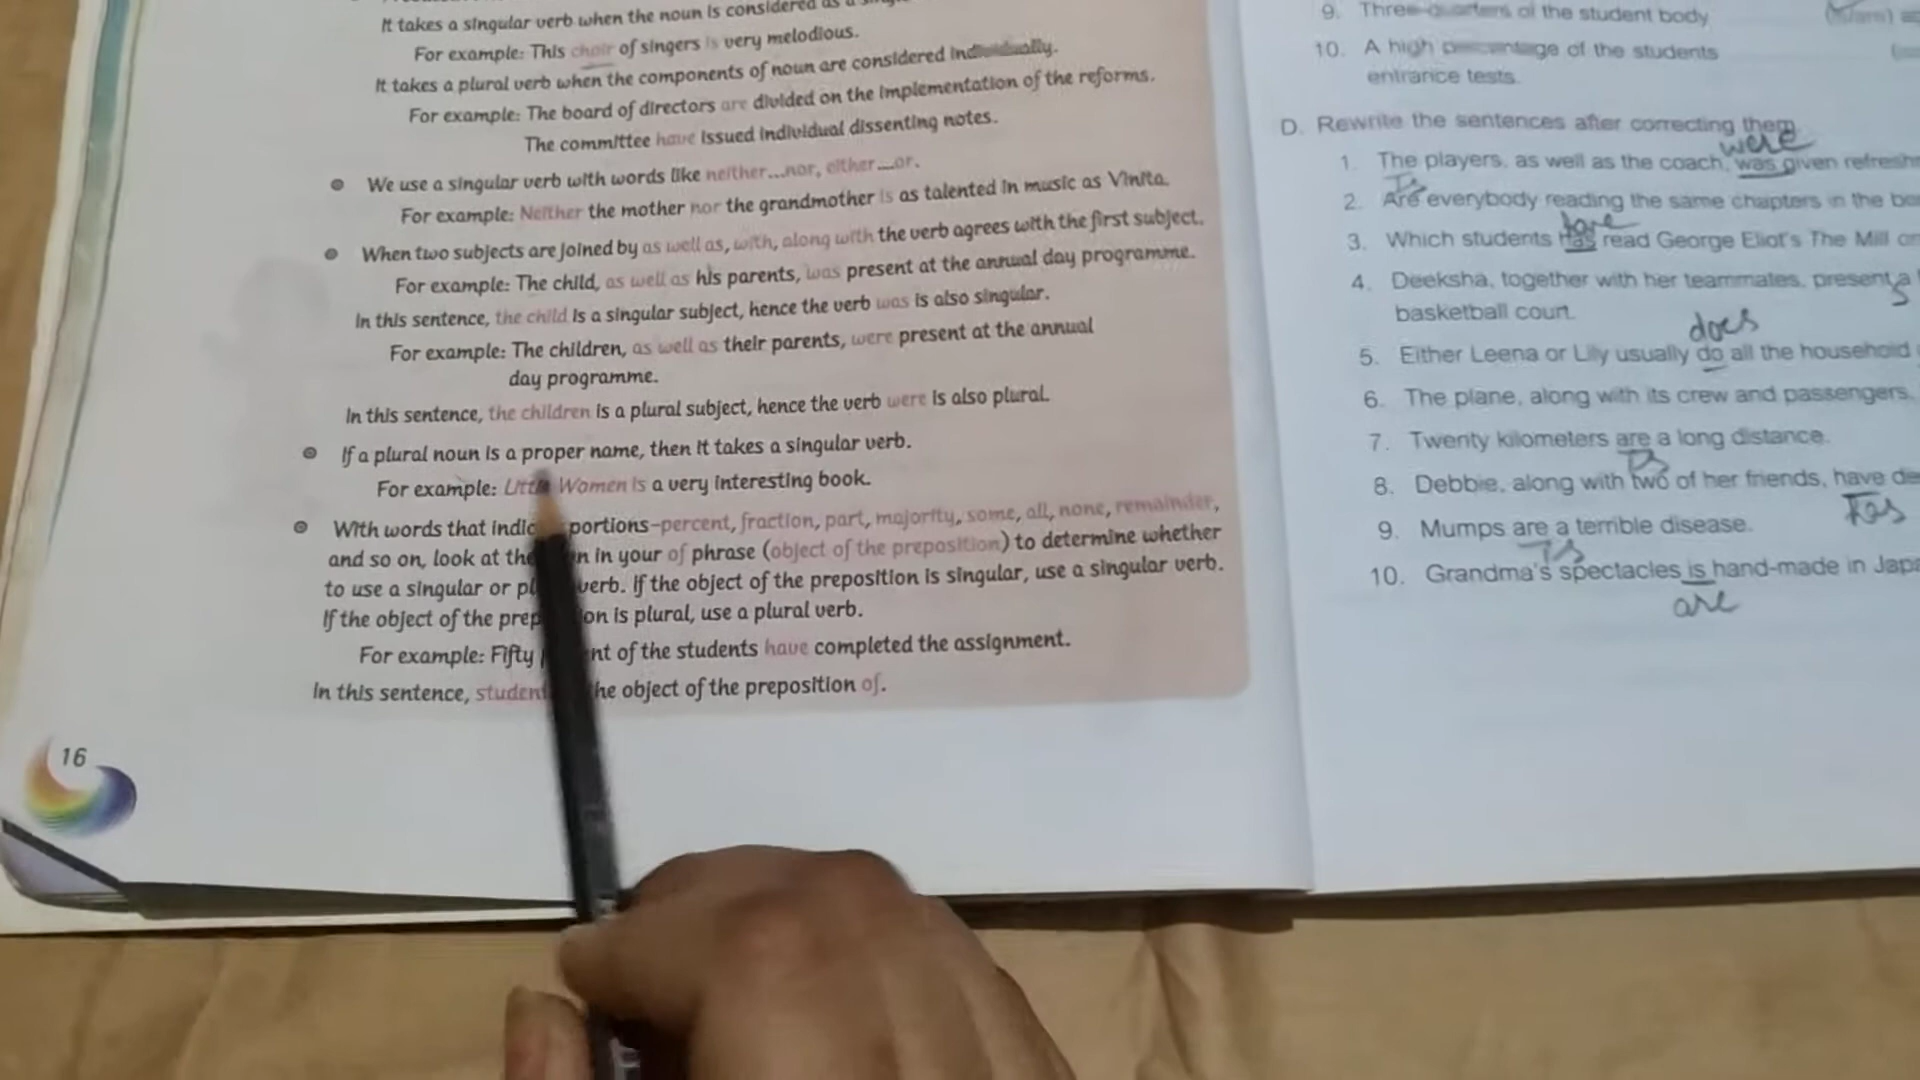 It takes a singular verb when the noun is considered as a
For example: This choir of singers is very melodious.
It takes a plural verb when the components of noun are considered individually.
For example: The board of directors are divided on the implementation of the reforms.
The committee have issued individual dissenting notes.
We use a singular verb with words like neither...nor, either....or.
For example: Neither the mother nor the grandmother is as talented in music as Vinita.
When two subjects are joined by as well as, with, along with the verb agrees with the first subject.
For example: The child, as well as his parents, was present at the annual day programme.
In this sentence, the child is a singular subject, hence the verb was is also singular.
For example: The children, as well as their parents, were present at the annual
day programme.
In this sentence, the children is a plural subject, hence the verb were is also plural.
If a plural noun is a proper name, then it takes a singular verb.
For example: Little Women is a very interesting book.
With words that indic portions-percent, fraction, part, majority, some, all, none, remainder,
and so on, look at the n in your of phrase (object of the preposition) to determine whether
to use a singular or pl verb. If the object of the preposition is singular, use a singular verb.
If the object of the prep on is plural, use a plural verb.
For example: Fifty nt of the students have completed the assignment.
In this sentence, student he object of the preposition of.
16
9. Three-quarters of the student body
10. A high percentage of the students
entrance tests.
D. Rewrite the sentences after correcting them.
were
1. The players, as well as the coach, was given refresh
Is
2. Are everybody reading the same chapters in the
have
3. Which students has read George Eliot's The Mill on
4. Deeksha, together with her teammates, present a
s
basketball court.
does
5. Either Leena or Lily usually do all the household
6. The plane, along with its crew and passengers,
7. Twenty kilometers are a long distance.
is
8. Debbie, along with two of her friends, have de
has
9. Mumps are a terrible disease.
is
10. Grandma's spectacles is hand-made in Japa
are